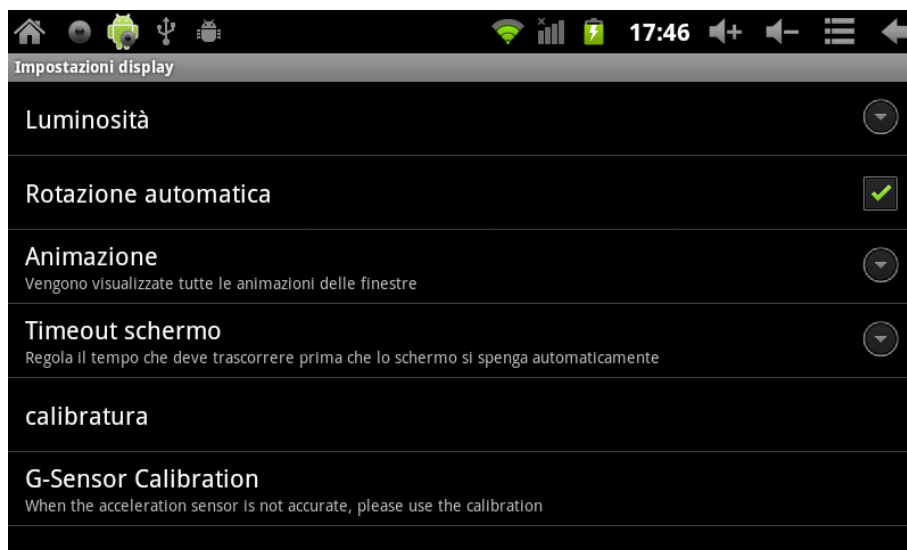 17:46
Impostazioni display
Luminosità
Rotazione automatica
Animazione
Vengono visualizzate tutte le animazioni delle finestre
Timeout schermo
Regola il tempo che deve trascorrere prima che lo schermo si spenga automaticamente
calibratura
G-Sensor Calibration
When the acceleration sensor is not accurate, please use the calibration